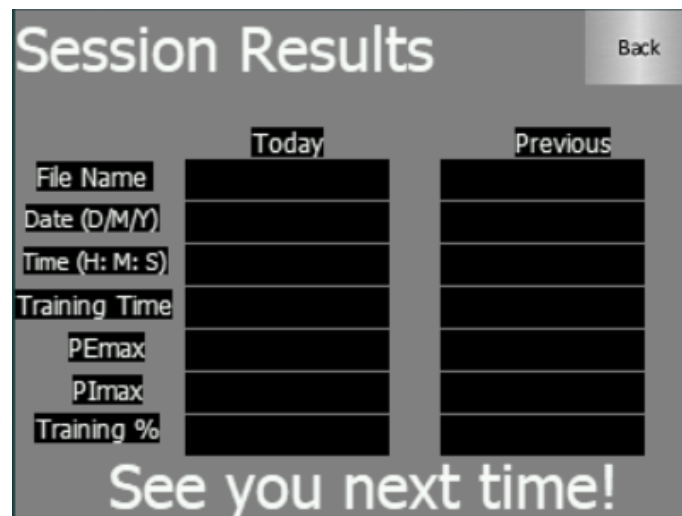 Session Results
Back
Today Previous
File Name
Date (D/M/Y)
Time (H: M: S)
Training Time
PEmax
PImax
Training %
See you next time!